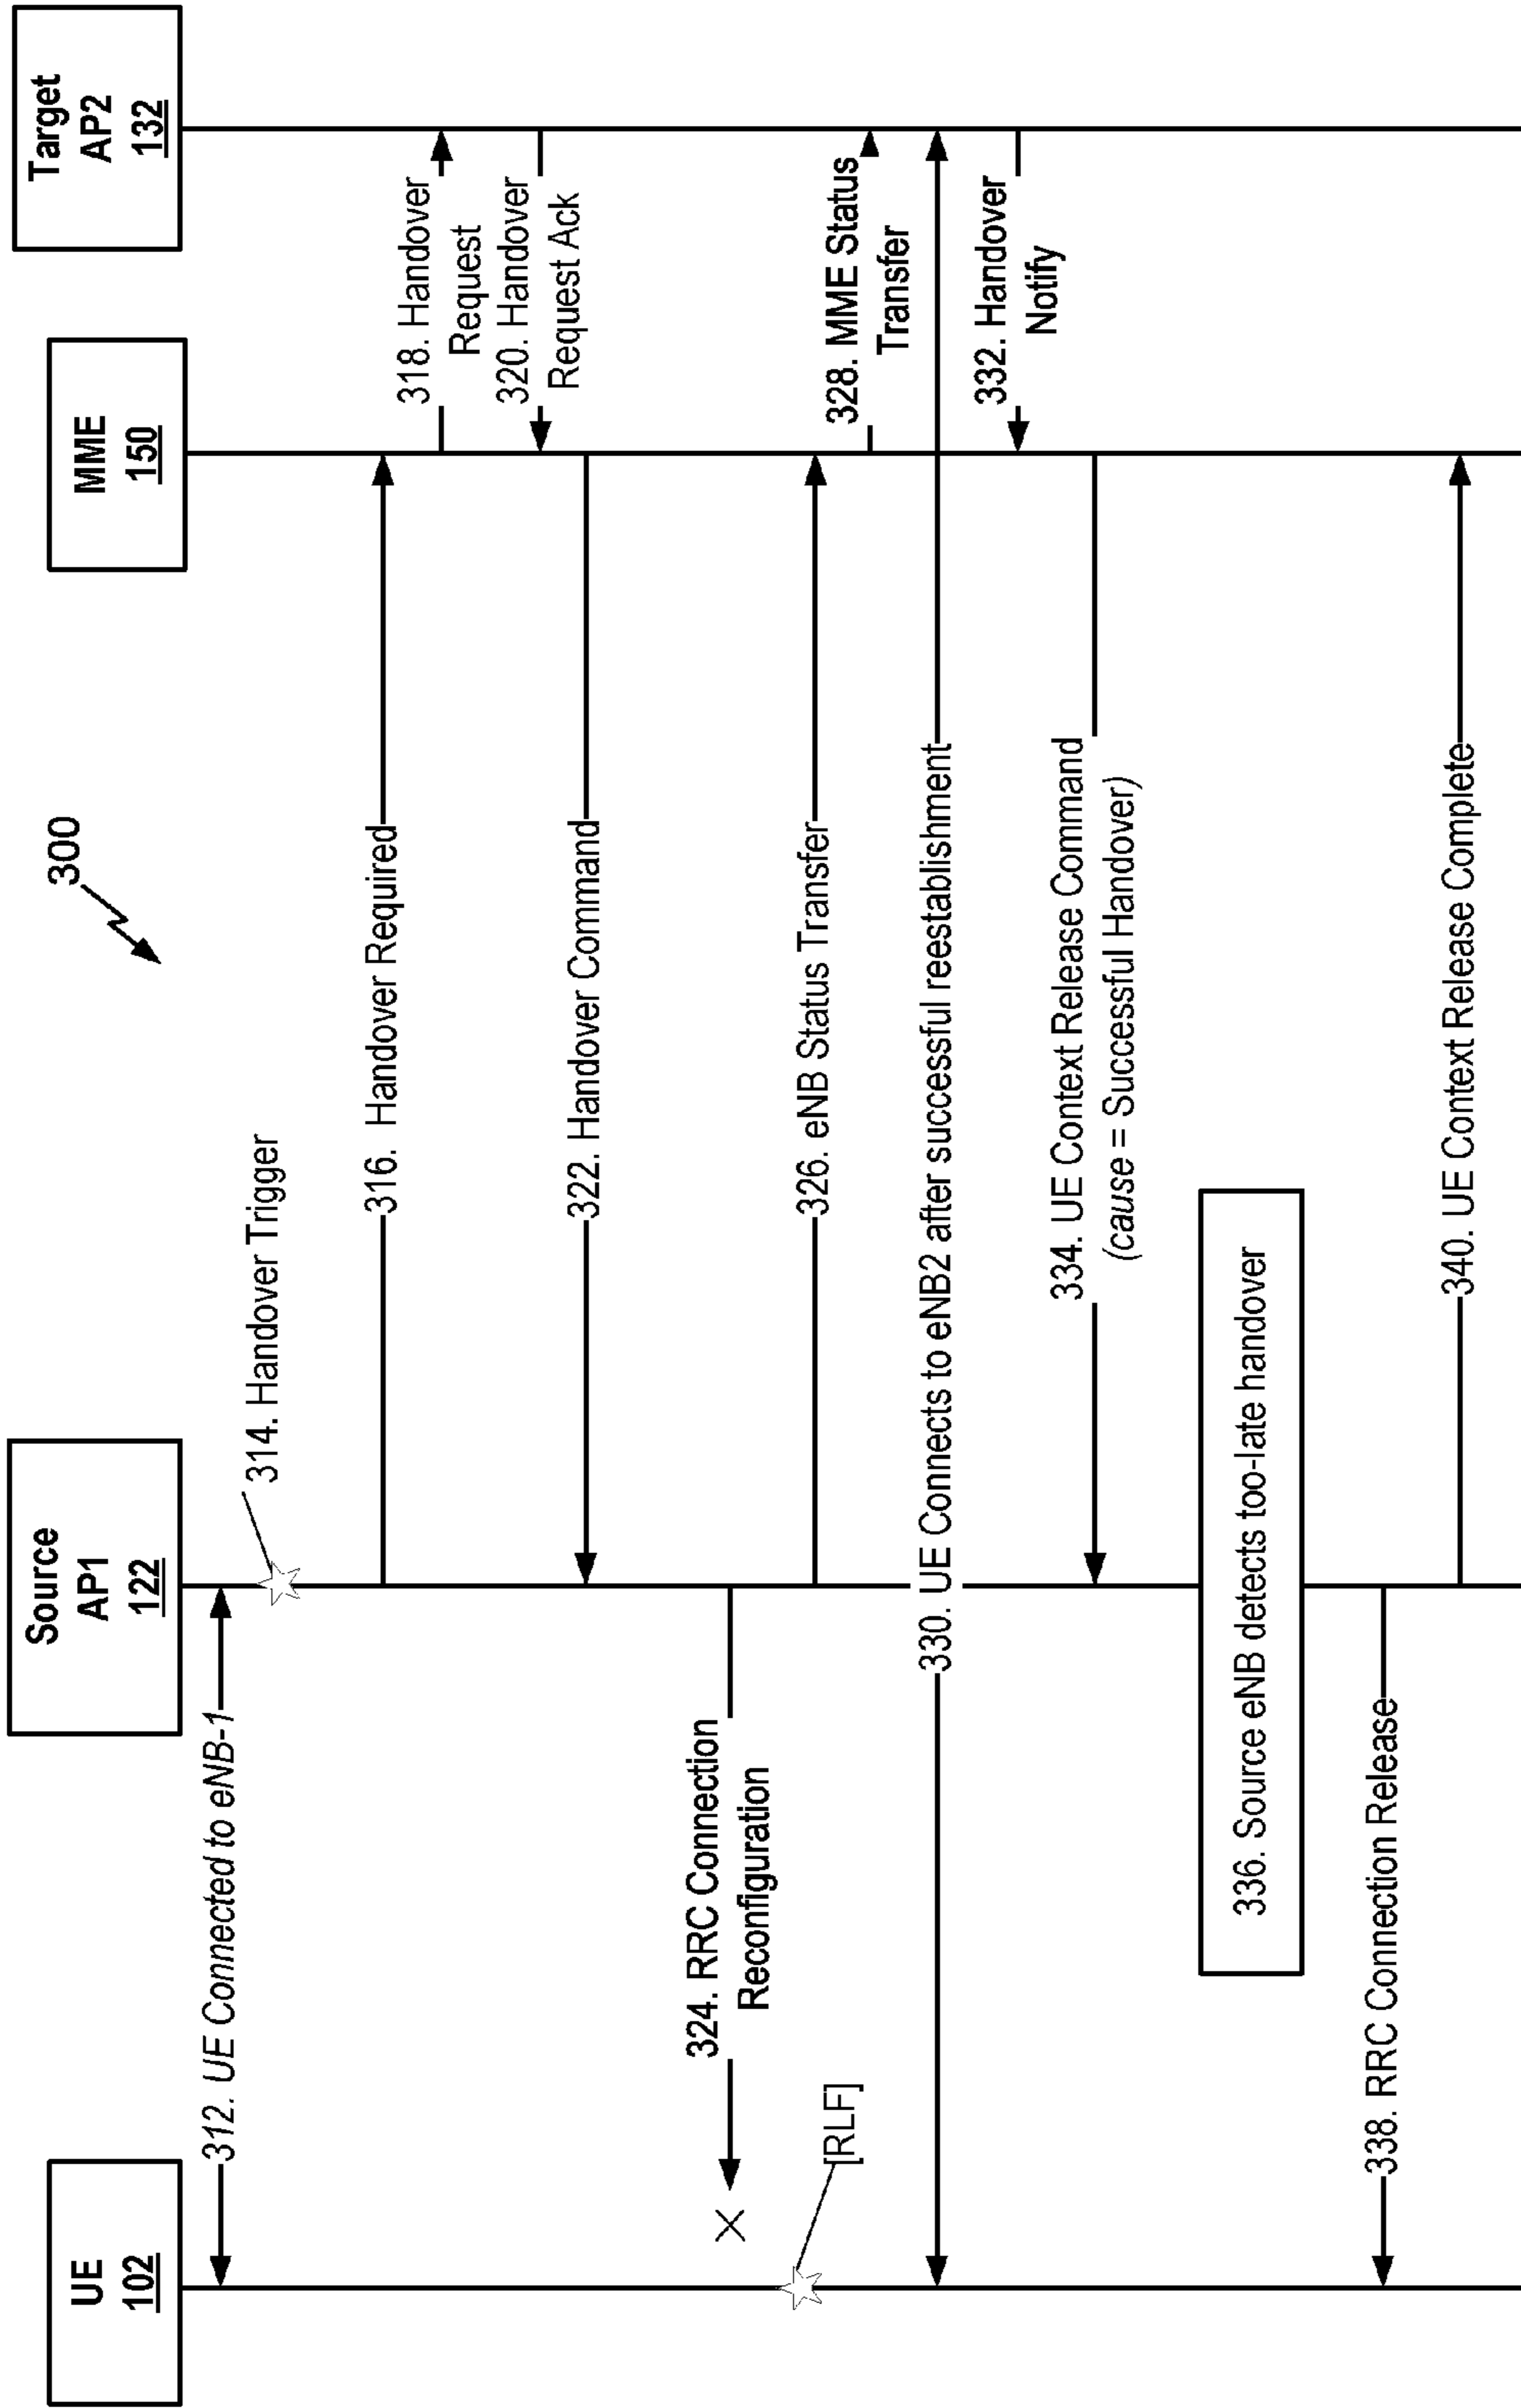 300
UE
102
Source
AP1
122
MME
150
Target
AP2
132
312. UE Connected to eNB-1
314. Handover Trigger
316. Handover Required
318. Handover
Request
320. Handover
Request Ack
322. Handover Command
324. RRC Connection
Reconfiguration
[RLF]
326. eNB Status Transfer
328. MME Status
Transfer
330. UE Connects to eNB2 after successful reestablishment
332. Handover
Notify
334. UE Context Release Command
(cause = Successful Handover)
336. Source eNB detects too-late handover
338. RRC Connection Release
340. UE Context Release Complete